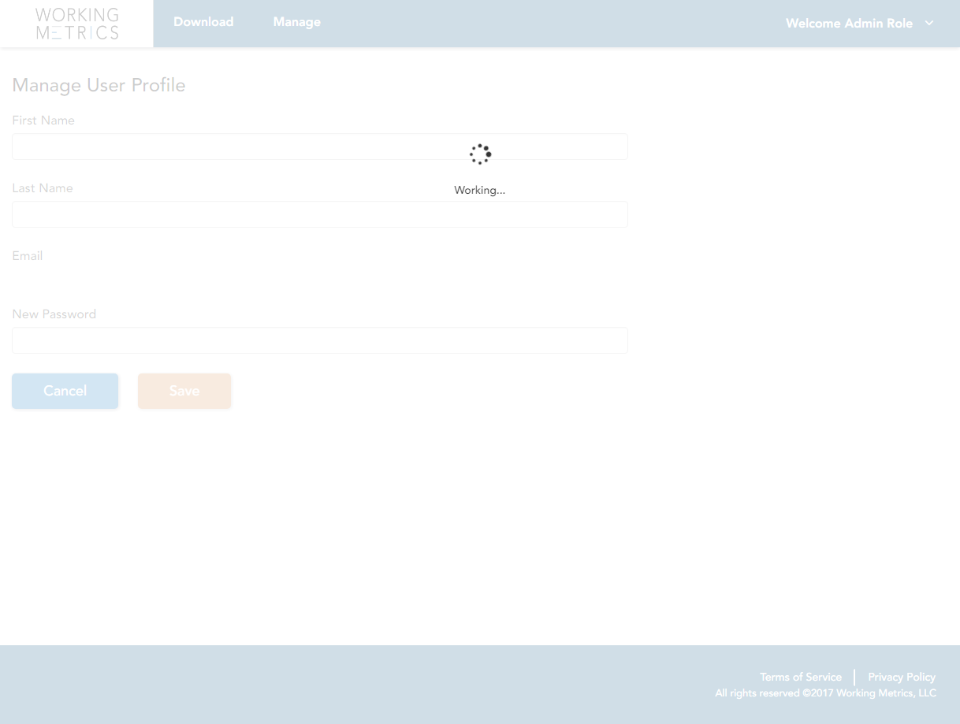 WORKING
METRICS
Download Manage Welcome Admin Role
Manage User Profile
First Name
Working...
Last Name
Email
New Password
Cancel Save
Terms of Service | Privacy Policy
All rights reserved ©2017 Working Metrics, LLC